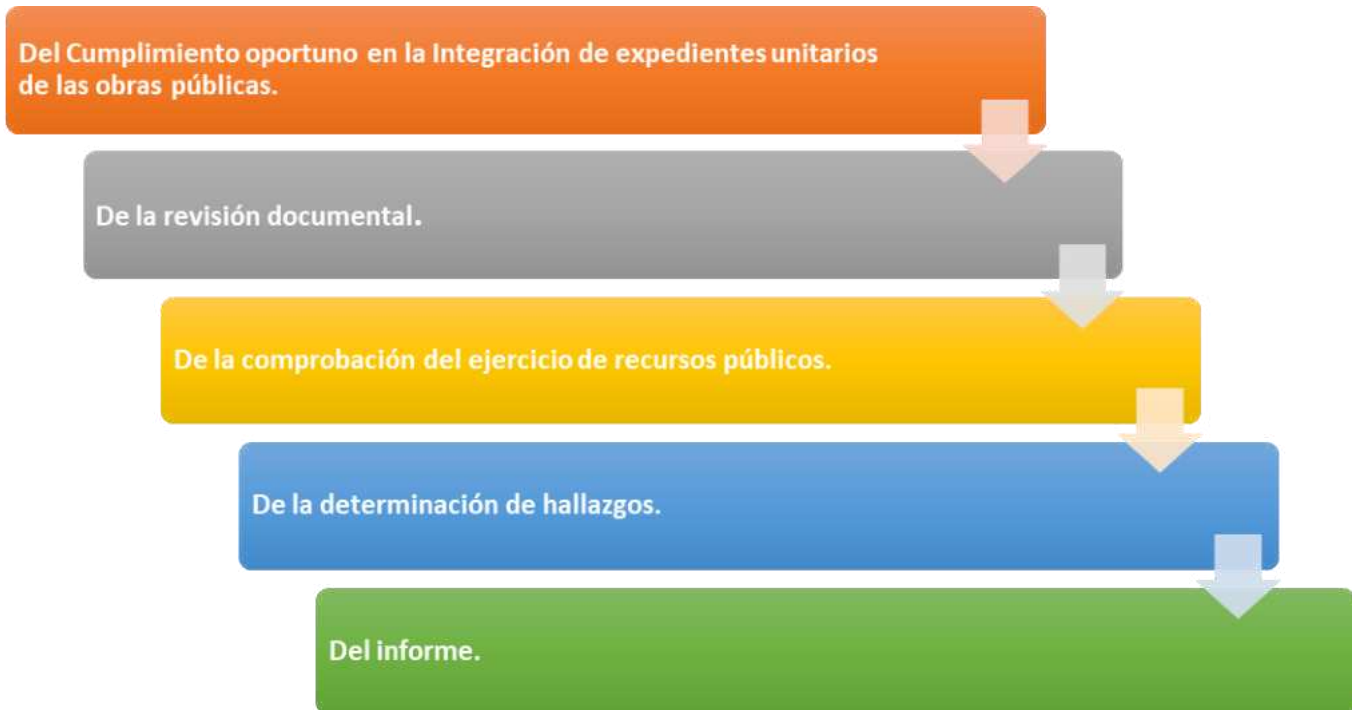 Del Cumplimiento oportuno en la Integración de expedientes unitarios
de las obras públicas.
De la revisión documental.
De la comprobación del ejercicio de recursos públicos.
De la determinación de hallazgos.
Del informe.